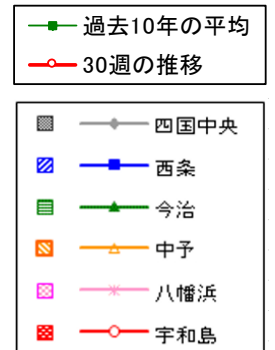 過去10年の平均
30週の推移
四国中央
西条
今治
中予
八幡浜
宇和島